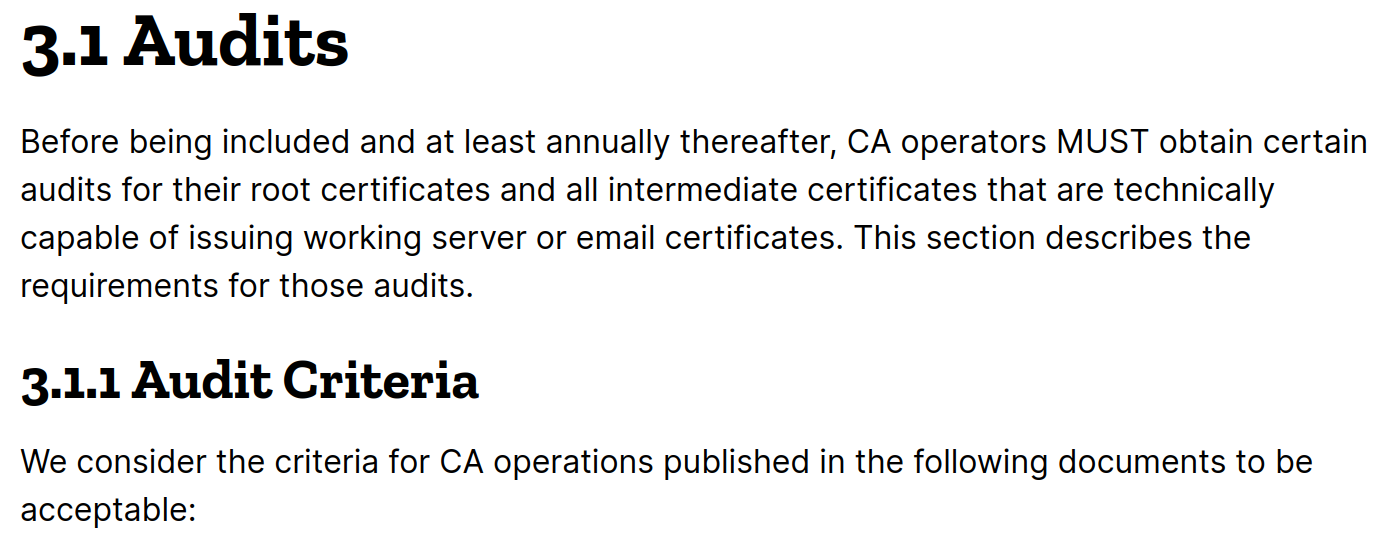 3.1 Audits
Before being included and at least annually thereafter, CA operators MUST obtain certain
audits for their root certificates and all intermediate certificates that are technically
capable of issuing working server or email certificates. This section describes the
requirements for those audits.
3.1.1 Audit Criteria
We consider the criteria for CA operations published in the following documents to be
acceptable: